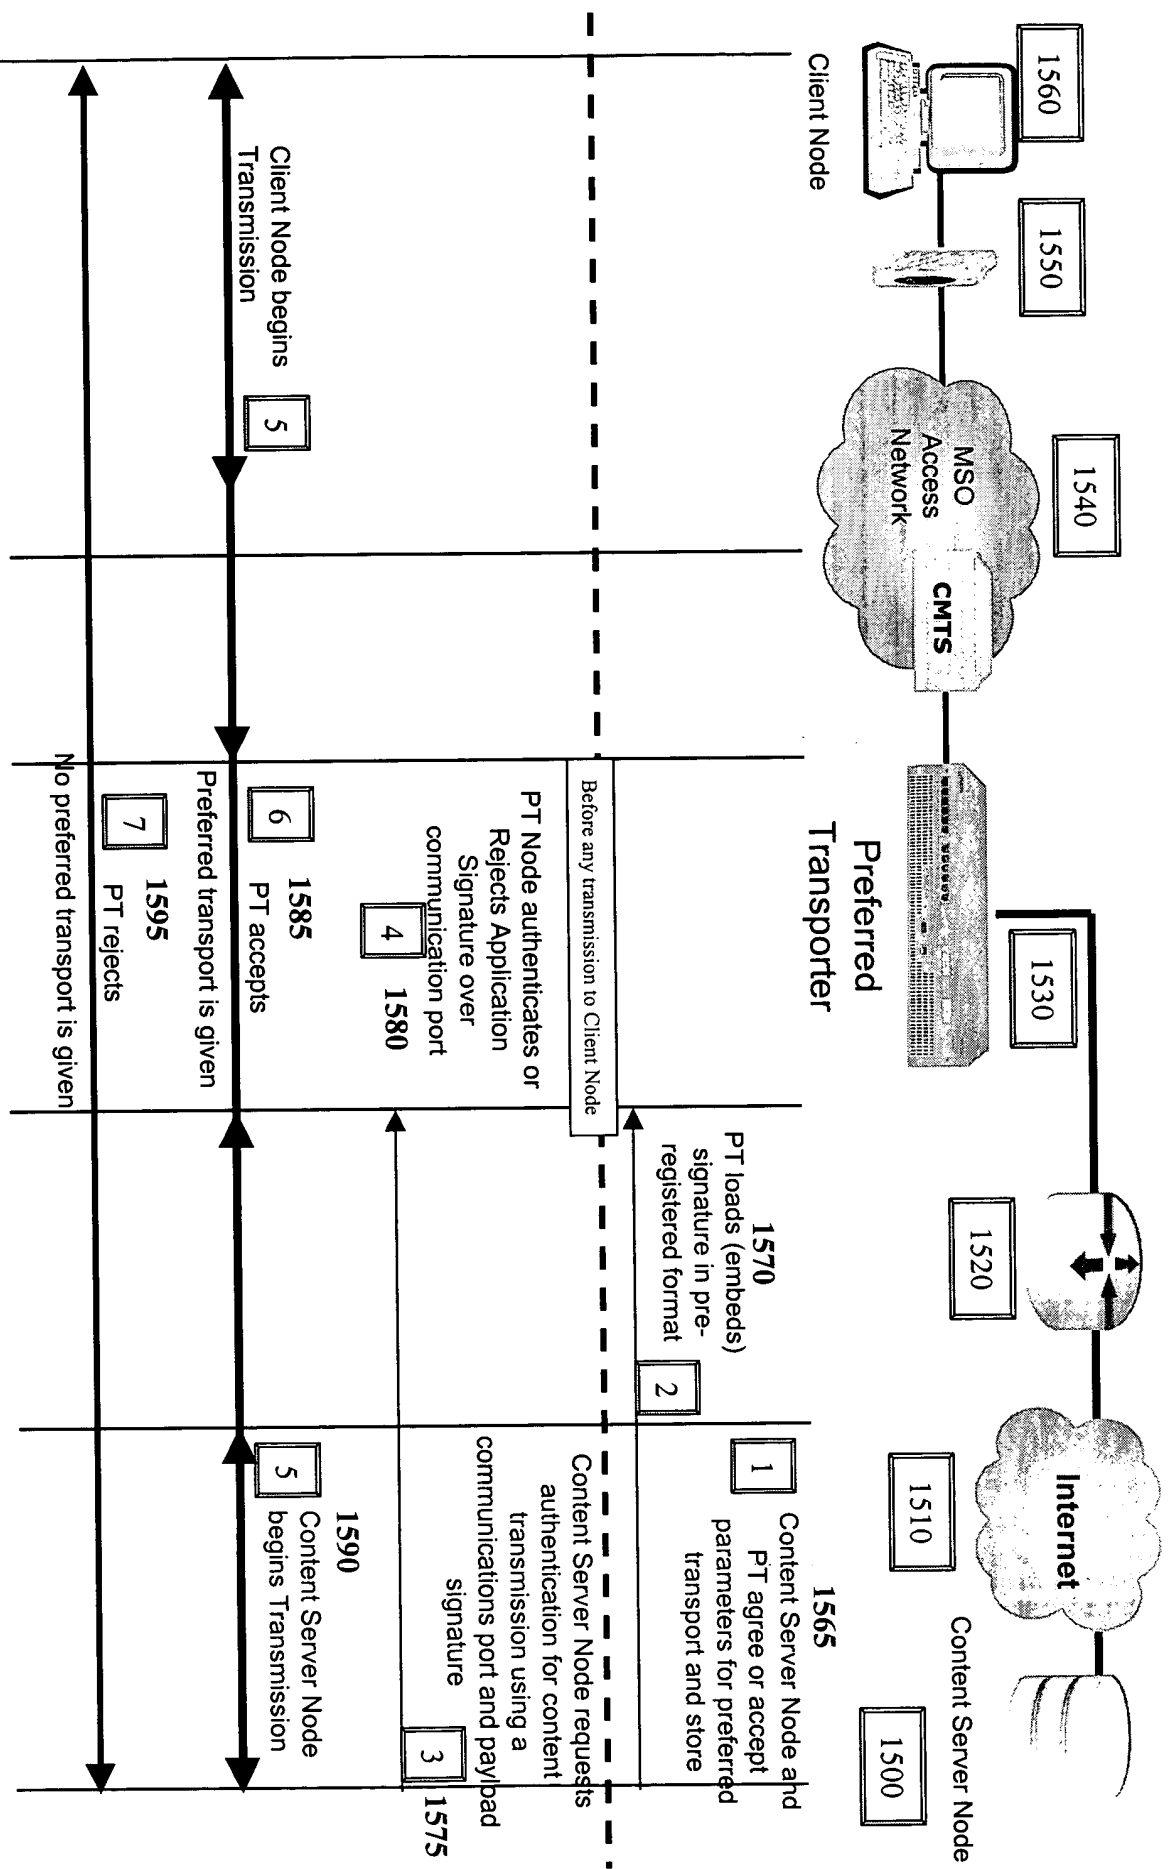 1560
1550
1540
1530
1520
1510
1500
Client Node
MSO
Access
Network
CMTS
Preferred
Transporter
Internet
Content Server Node
1565
1
Content Server Node and
PT agree or accept
parameters for preferred
transport and store
1570
PT loads (embeds)
signature in pre-
registered format
2
Before any transmission to Client Node
Content Server Node requests
authentication for content
transmission using a
communications port and payload
signature
3
1575
PT Node authenticates or
Rejects Application
Signature over
communication port
4
1580
Client Node begins
Transmission
5
1585
6
PT accepts
Preferred transport is given
1590
5
Content Server Node
begins Transmission
1595
7
PT rejects
No preferred transport is given